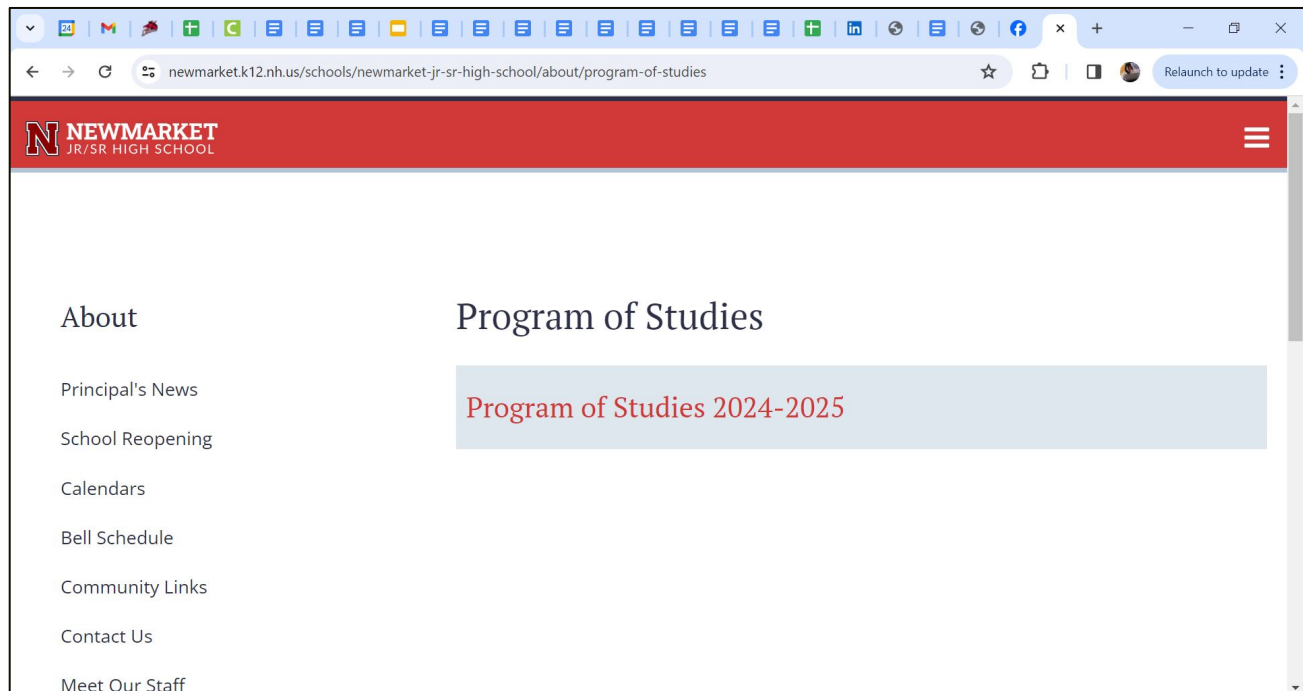 24
newmarket.k12.nh.us/schools/newmarket-jr-sr-high-school/about/program-of-studies
Relaunch to update
N NEWMARKET
JR/SR HIGH SCHOOL
About
Principal's News
School Reopening
Calendars
Bell Schedule
Community Links
Contact Us
Meet Our Staff
Program of Studies
Program of Studies 2024-2025